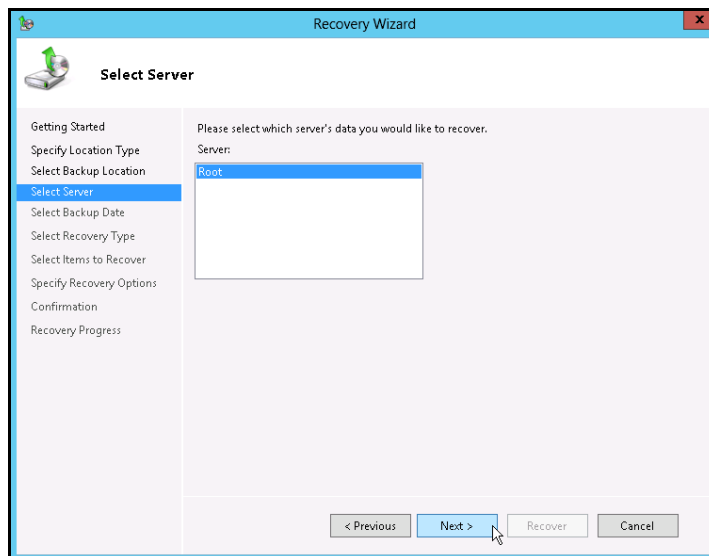 Recovery Wizard
x
Select Server
Getting Started
Specify Location Type
Select Backup Location
Select Server
Select Backup Date
Select Recovery Type
Select Items to Recover
Specify Recovery Options
Confirmation
Recovery Progress
Please select which server's data you would like to recover.
Server:
Root
< Previous
Next >
Recover
Cancel